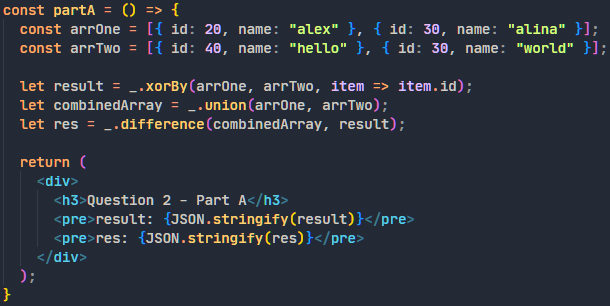 const partA = () => {
  const arrOne = [{ id: 20, name: "alex" }, { id: 30, name: "alina" }];
  const arrTwo = [{ id: 40, name: "hello" }, { id: 30, name: "world" }];

  let result = _.xorBy(arrOne, arrTwo, item => item.id);
  let combinedArray = _.union(arrOne, arrTwo);
  let res = _.difference(combinedArray, result);

  return (
    <div>
      <h3>Question 2 - Part A</h3>
      <pre>result: {JSON.stringify(result)}</pre>
      <pre>res: {JSON.stringify(res)}</pre>
    </div>
  );
}